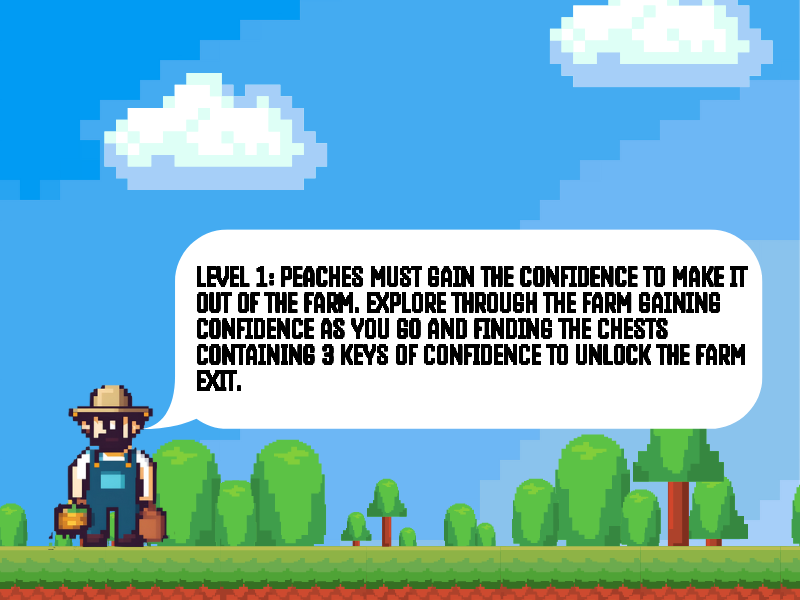 LEVEL 1: PEACHES MUST GAIN THE CONFIDENCE TO MAKE IT
OUT OF THE FARM. EXPLORE THROUGH THE FARM GAINING
CONFIDENCE AS YOU GO AND FINDING THE CHESTS
CONTAINING 3 KEYS OF CONFIDENCE TO UNLOCK THE FARM
EXIT.